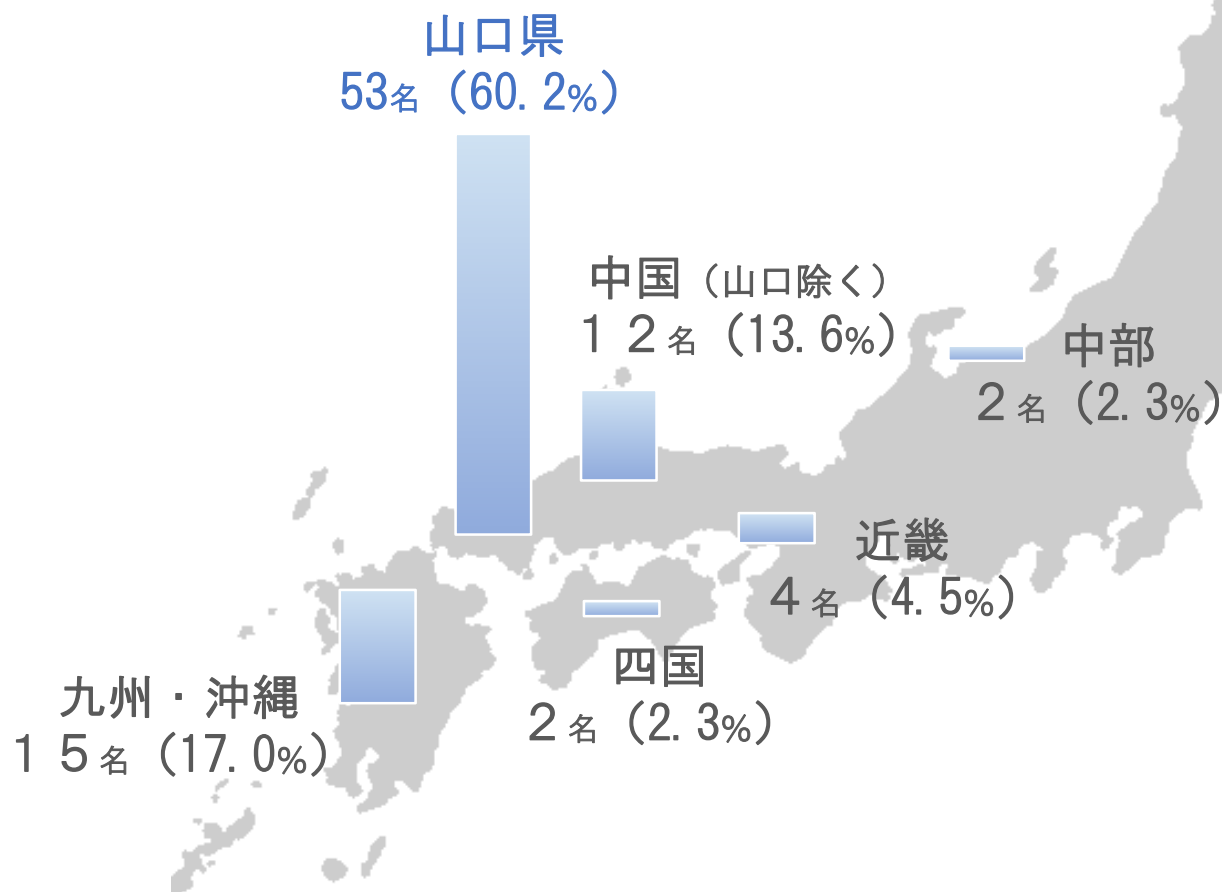 山口県
53名（60.2%）
中国（山口除く）
１２名（13.6%）
中部
２名（2.3%）
近畿
４名（4.5%）
四国
２名（2.3%）
九州・沖縄
１５名（17.0%）